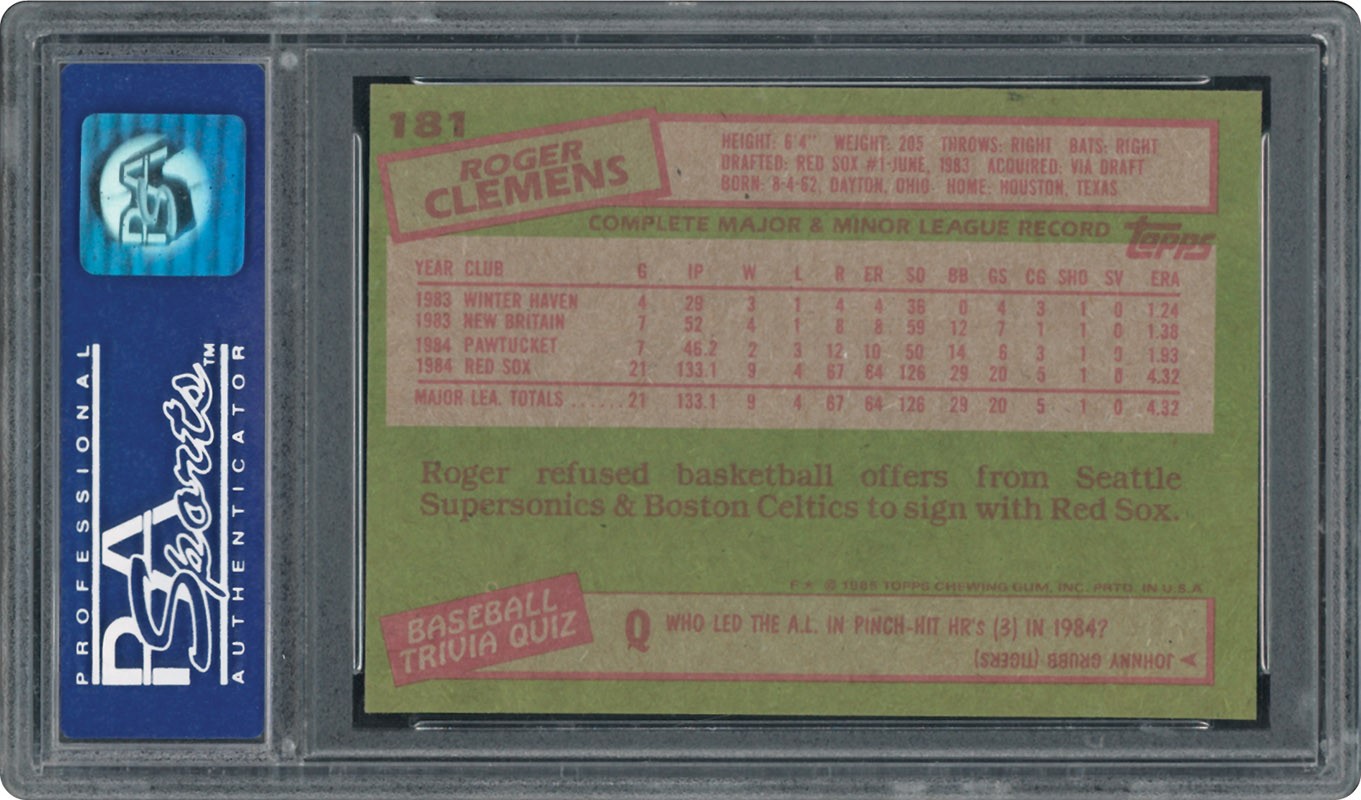 PSA
PROFESSIONAL
PSA Sports™
AUTHENTICATOR
181
ROGER
CLEMENS
HEIGHT: 6'4" WEIGHT: 205 THROWS: RIGHT BATS: RIGHT
DRAFTED: RED SOX #1-JUNE, 1983 ACQUIRED: VIA DRAFT
BORN: 8-4-62, DAYTON, OHIO HOME: HOUSTON, TEXAS
COMPLETE MAJOR & MINOR LEAGUE RECORD topps
YEAR CLUB G IP W L R ER SO BB GS CG SHO SV ERA
1983 WINTER HAVEN 4 29 3 1 4 4 36 0 4 3 1 0 1.24
1983 NEW BRITAIN 7 52 4 1 8 8 59 12 7 1 1 0 1.38
1984 PAWTUCKET 7 46.2 2 3 12 10 50 14 6 3 1 0 1.93
1984 RED SOX 21 133.1 9 4 67 64 126 29 20 5 1 0 4.32
MAJOR LEA. TOTALS ...... 21 133.1 9 4 67 64 126 29 20 5 1 0 4.32
Roger refused basketball offers from Seattle
Supersonics & Boston Celtics to sign with Red Sox.
F* © 1985 TOPPS CHEWING GUM, INC. PRTD. IN U.S.A
BASEBALL
TRIVIA QUIZ
Q WHO LED THE A.L. IN PINCH-HIT HR's (3) IN 1984?
JOHNNY GRUBB (TIGERS)